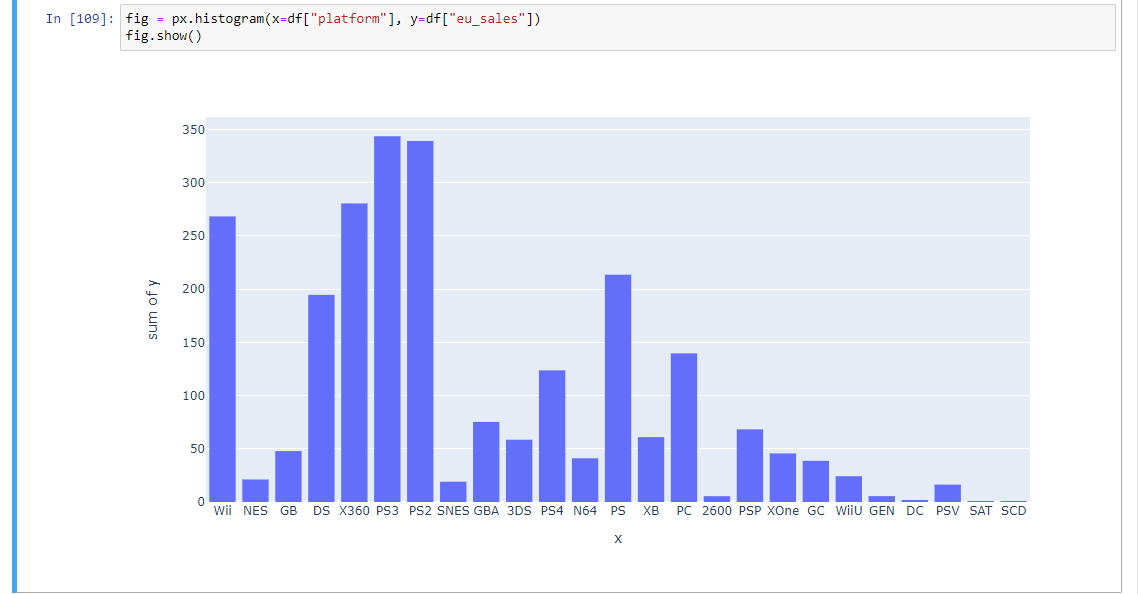 In [109]: fig = px.histogram(x=df["platform"], y=df["eu_sales"])
fig.show()
350
300
250
200
150
100
50
0
sum of y
Wii NES GB DS X360 PS3 PS2 SNES GBA 3DS PS4 N64 PS XB PC 2600 PSP XOne GC WiiU GEN DC PSV SAT SCD
x